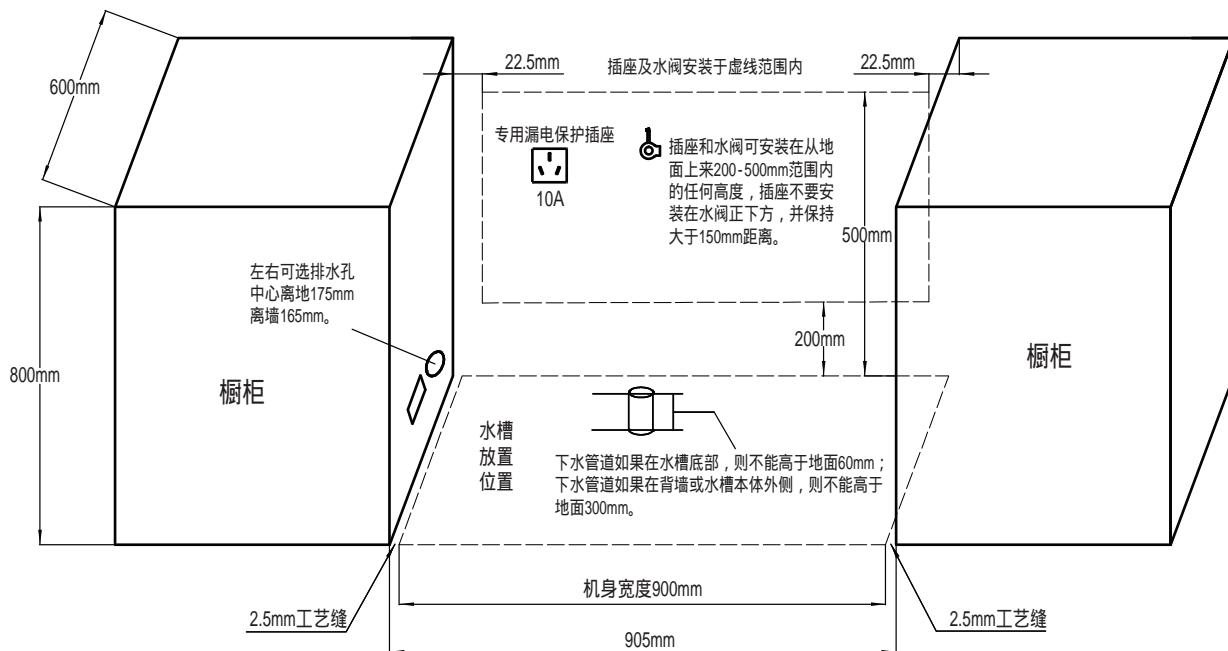 600mm
22.5mm
插座及水阀安装于虚线范围内
22.5mm
专用漏电保护插座
10A
插座和水阀可安装在从地
面上来200-500mm范围内
的任何高度，插座不要安
装在水阀正下方，并保持
大于150mm距离。
500mm
左右可选排水孔
中心离地175mm
离墙165mm。
200mm
800mm
橱柜
橱柜
水槽
放置
位置
下水管道如果在水槽底部，则不能高于地面60mm；
下水管道如果在背墙或水槽本体外侧，则不能高于
地面300mm。
机身宽度900mm
2.5mm工艺缝
2.5mm工艺缝
905mm